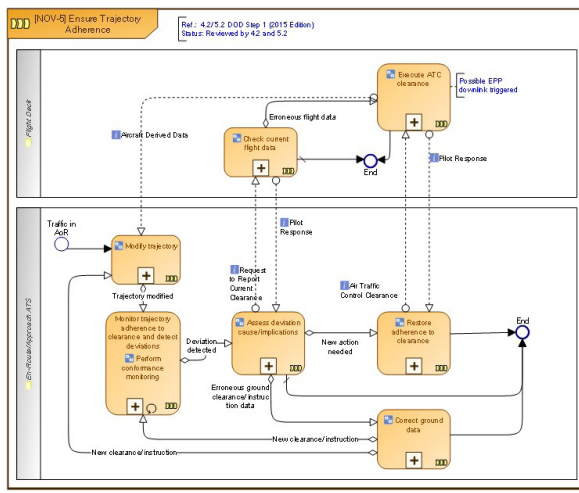 [NOV-5] Ensure Trajectory
Adherence
Ref.: 4.2/5.2 DOD Step 1 (2015 Edition)
Status: Reviewed by 4.2 and 5.2
Flight Deck
Execute ATC
clearance
Possible EPP
downlink triggered
Erroneous flight data
Aircraft Derived Data
Check current
flight data
End
Pilot Response
Traffic in
AoR
Modify trajectory
Pilot
Response
Request
to Report
Current
Clearance
Air Traffic
Control Clearance
Trajectory modified
En-Route/Approach ATS
Monitor trajectory
adherence to
clearance and detect
deviations
Perform
conformance
monitoring
Deviation
detected
Assess deviation
cause/implications
New action
needed
Restore
adherence to
clearance
End
Erroneous ground
clearance/instruc
tion data
Correct ground
data
New clearance/instruction
New clearance/instruction